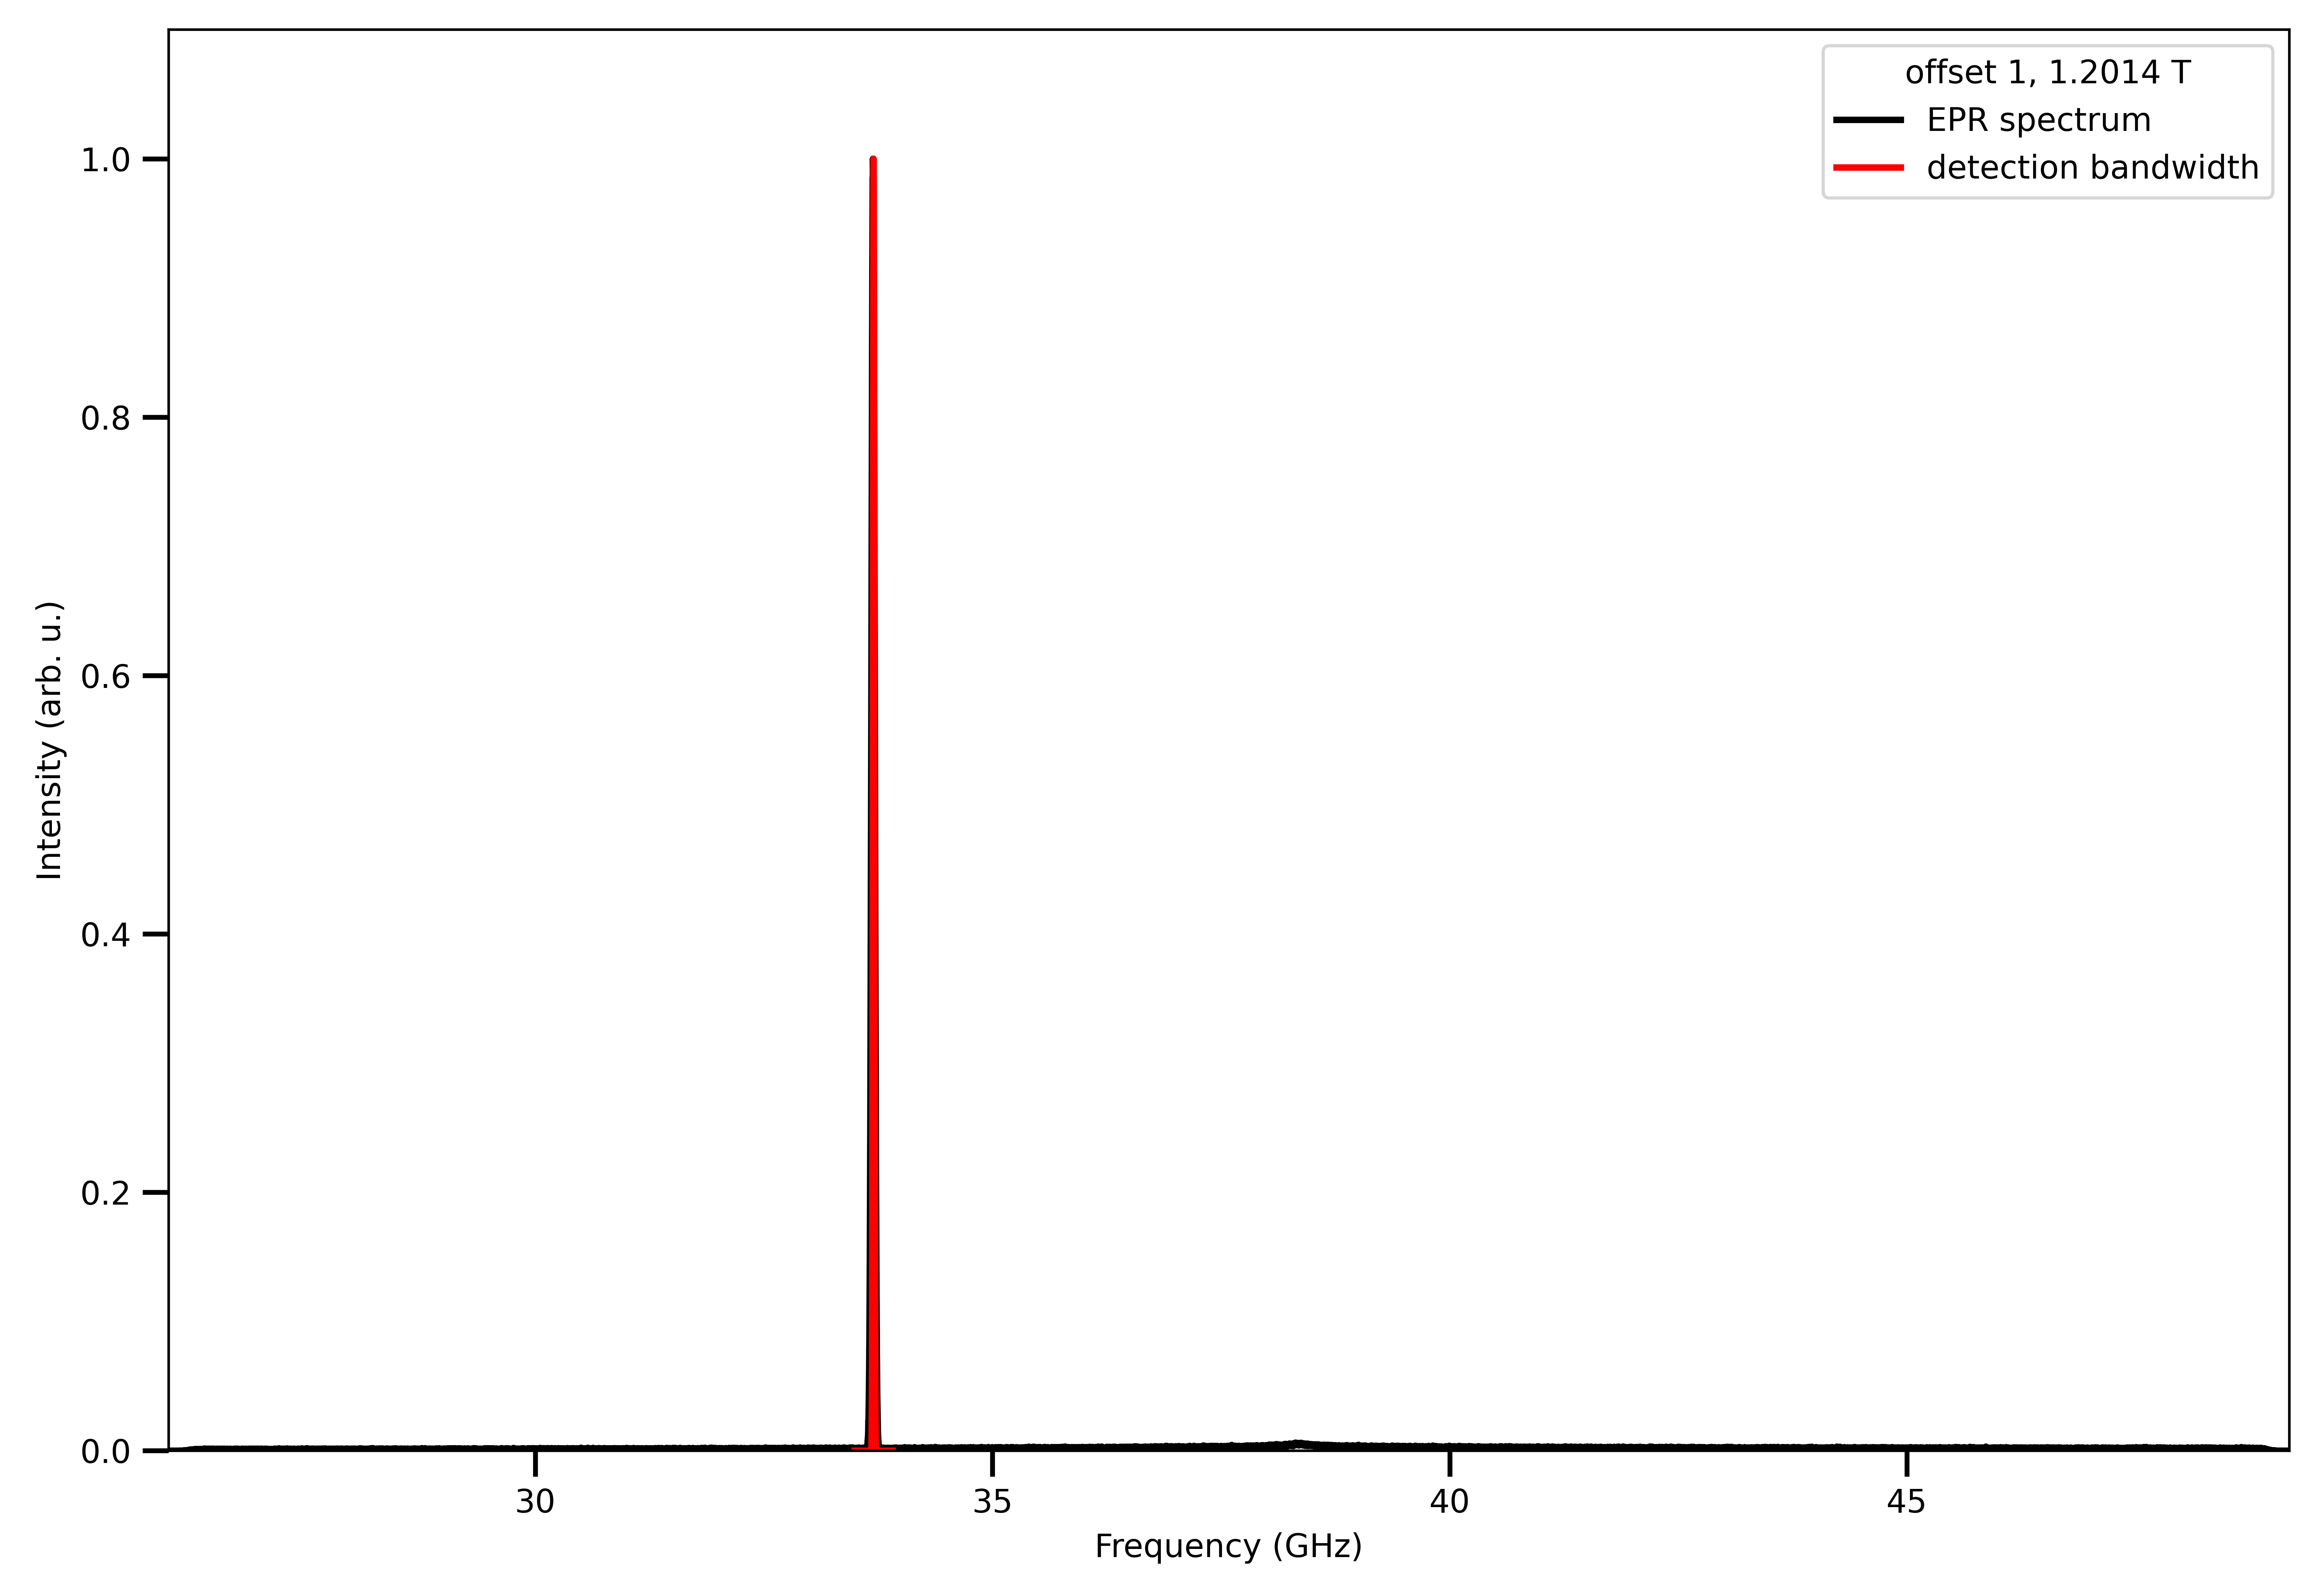 offset 1, 1.2014 T
EPR spectrum
detection bandwidth
1.0
0.8
0.6
0.4
0.2
0.0
Intensity (arb. u.)
30 35 40 45
Frequency (GHz)